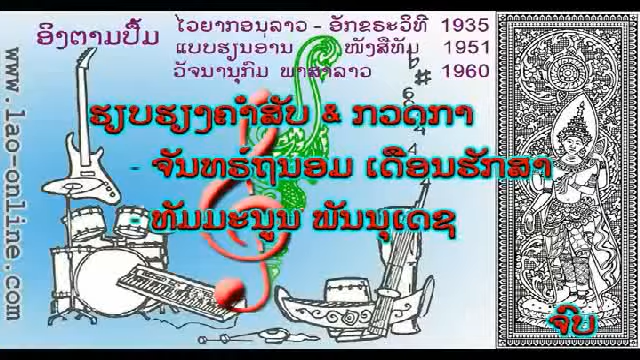 ອີງຕາມປຶ້ມ
ໄວຍາກອນລາວ - ອັກຂຣະວິທີ 1935
ແບບຮຽນອ່ານ ໜັງສືທັມ 1951
ວັຈນານຸກົມ ພາສາລາວ 1960
ຮຽບຮຽງຄຳສັບ & ກວດກາ
- ຈັນທຣ໌ຖນອມ ເດືອນຮັກສາ
- ທັມມະນູນ ພັນນຸເດຊ
ຈົບ
www.lao-online.com